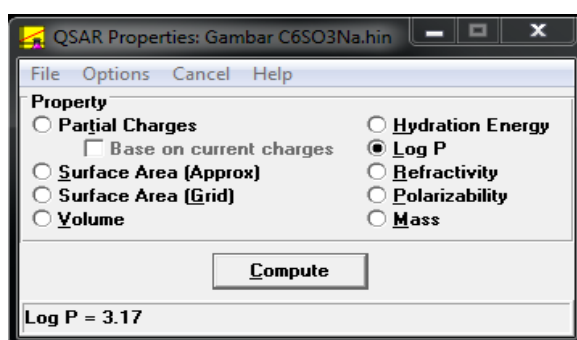 QSAR Properties: Gambar C6SO3Na.hin
File Options Cancel Help
Property
Partial Charges
Hydration Energy
Base on current charges
Log P
Surface Area (Approx)
Refractivity
Surface Area (Grid)
Polarizability
Volume
Mass
Compute
Log P = 3.17